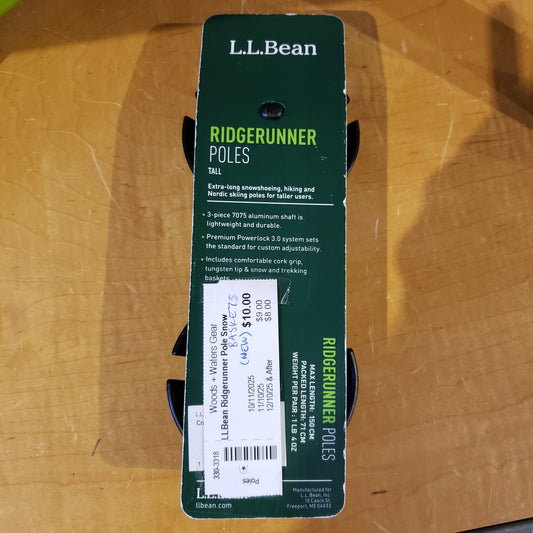 L.L.Bean
RIDGERUNNER
POLES
TALL
Extra-long snowshoeing, hiking and
Nordic skiing poles for taller users.
• 3-piece 7075 aluminum shaft is
lightweight and durable.
• Premium Powerlock 3.0 system sets
the standard for custom adjustability.
• Includes comfortable cork grip,
tungsten tip & snow and trekking
baskets
Woods + Waters Gear
LLBean Ridgerunner Pole Snow
BASKETS
(NEW)
10/11/2025 $10.00
11/10/25 $9.00
12/10/25 & After $8.00
330-3318
Poles
RIDGERUNNER POLES
MAX LENGTH: 150 CM
PACKED LENGTH: 71 CM
WEIGHT PER PAIR : 1 LB 4 OZ
llbean.com
Manufactured for
L. L. Bean, Inc.
15 Casco St.
Freeport, ME 04033